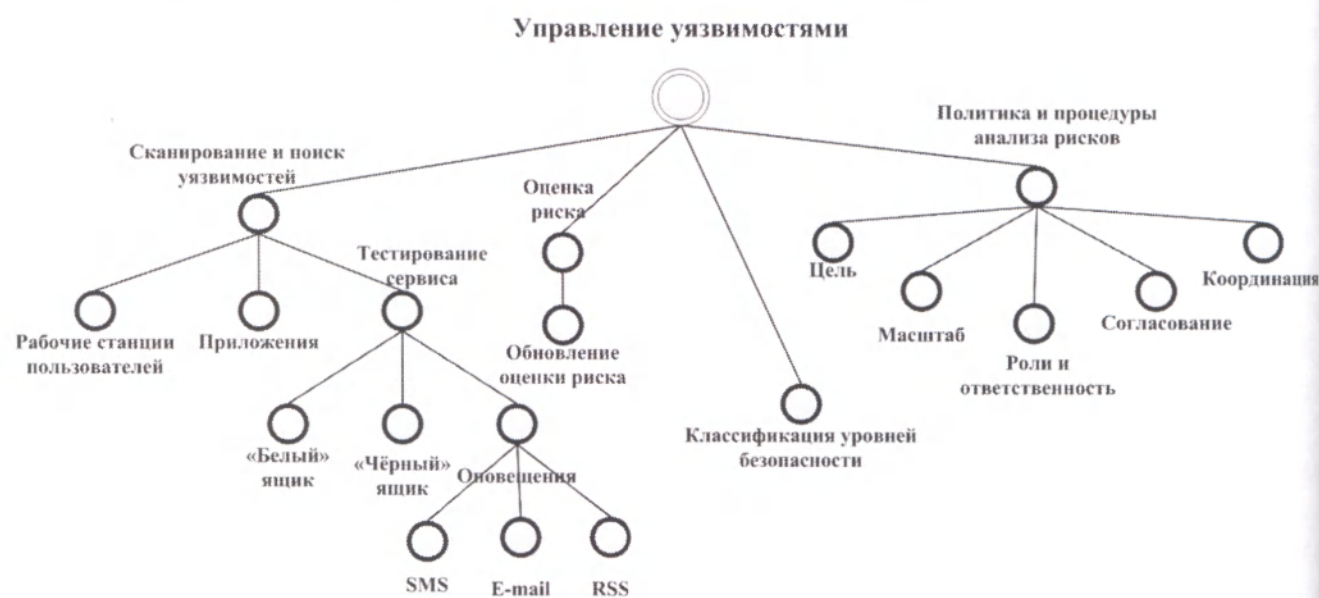 Управление уязвимостями
Политика и процедуры
анализа рисков
Сканирование и поиск
уязвимостей
Оценка
риска
Тестирование
сервиса
Цель
Координация
Масштаб
Согласование
Роли и
ответственность
Рабочие станции
пользователей
Приложения
Обновление
оценки риска
Классификация уровней
безопасности
«Белый»
ящик
«Чёрный»
ящик
Оповещения
SMS
E-mail
RSS